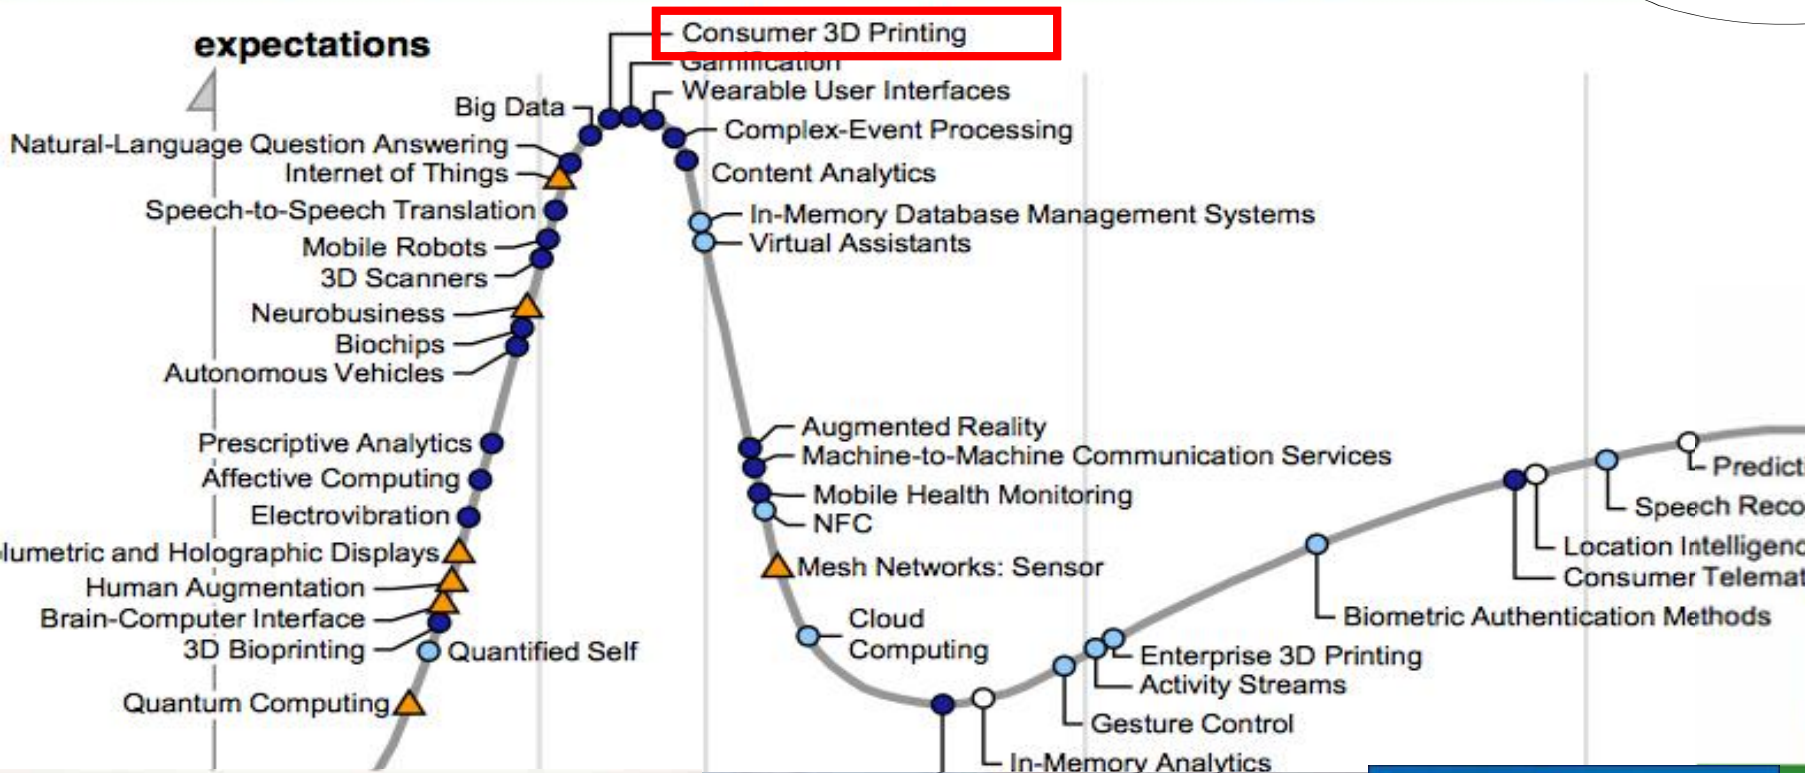 expectations
Consumer 3D Printing
Gamification
Wearable User Interfaces
Big Data
Complex-Event Processing
Natural-Language Question Answering
Internet of Things
Content Analytics
Speech-to-Speech Translation
In-Memory Database Management Systems
Mobile Robots
Virtual Assistants
3D Scanners
Neurobusiness
Biochips
Autonomous Vehicles
Augmented Reality
Prescriptive Analytics
Machine-to-Machine Communication Services
Affective Computing
Mobile Health Monitoring
Electrovibration
NFC
lumetric and Holographic Displays
Mesh Networks: Sensor
Human Augmentation
Brain-Computer Interface
Cloud
Computing
3D Bioprinting
Quantified Self
Quantum Computing
Predicti
Speech Reco
Location Intelligenc
Consumer Telemat
Biometric Authentication Methods
Enterprise 3D Printing
Activity Streams
Gesture Control
In-Memory Analytics